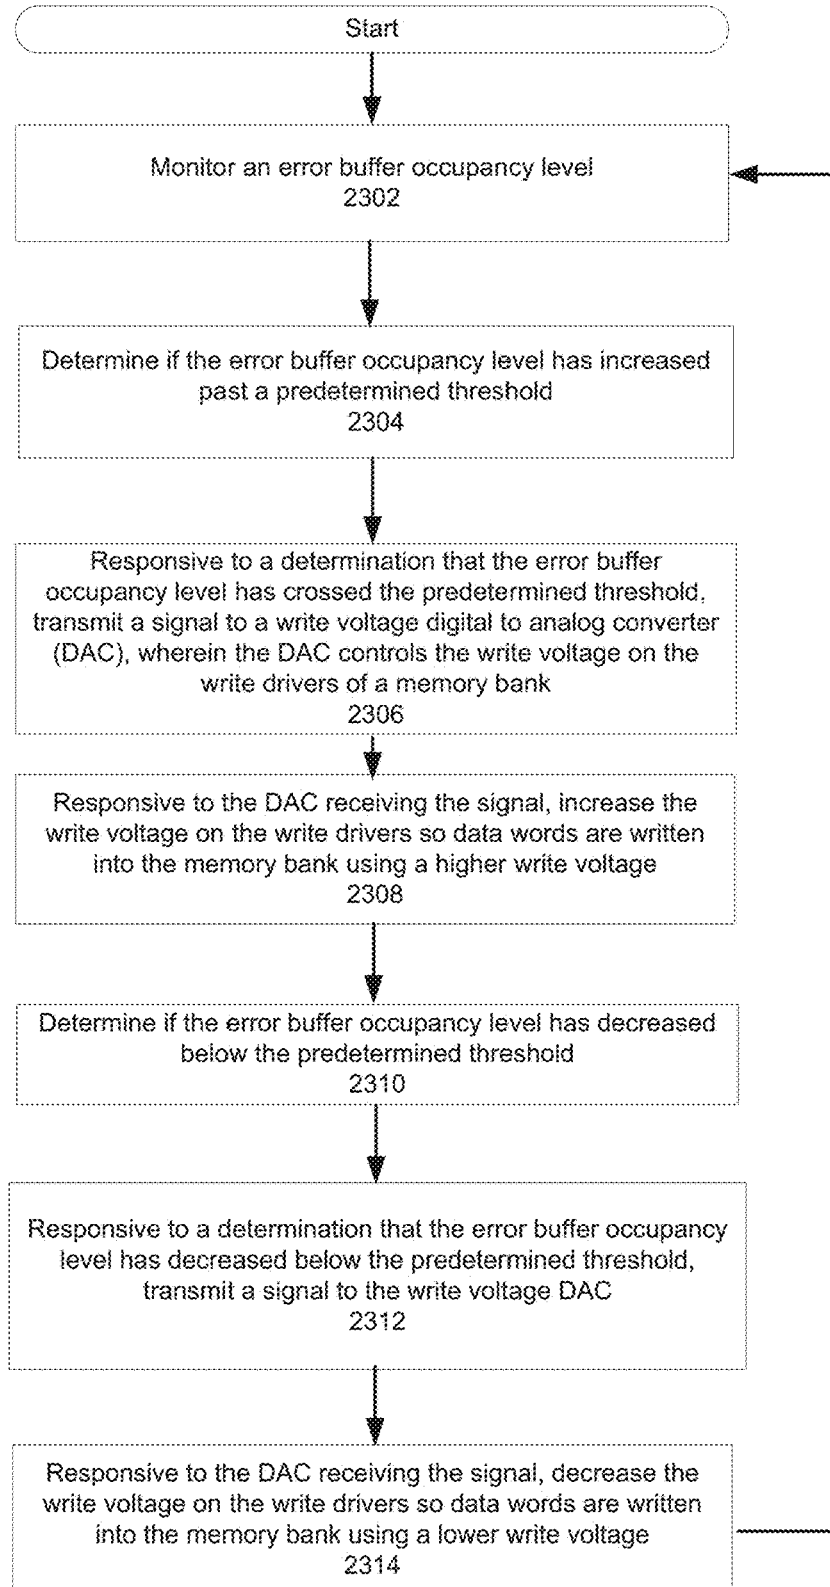 Start
Monitor an error buffer occupancy level
2302
Determine if the error buffer occupancy level has increased
past a predetermined threshold
2304
Responsive to a determination that the error buffer
occupancy level has crossed the predetermined threshold,
transmit a signal to a write voltage digital to analog converter
(DAC), wherein the DAC controls the write voltage on the
write drivers of a memory bank
2306
Responsive to the DAC receiving the signal, increase the
write voltage on the write drivers so data words are written
into the memory bank using a higher write voltage
2308
Determine if the error buffer occupancy level has decreased
below the predetermined threshold
2310
Responsive to a determination that the error buffer occupancy
level has decreased below the predetermined threshold,
transmit a signal to the write voltage DAC
2312
Responsive to the DAC receiving the signal, decrease the
write voltage on the write drivers so data words are written
into the memory bank using a lower write voltage
2314